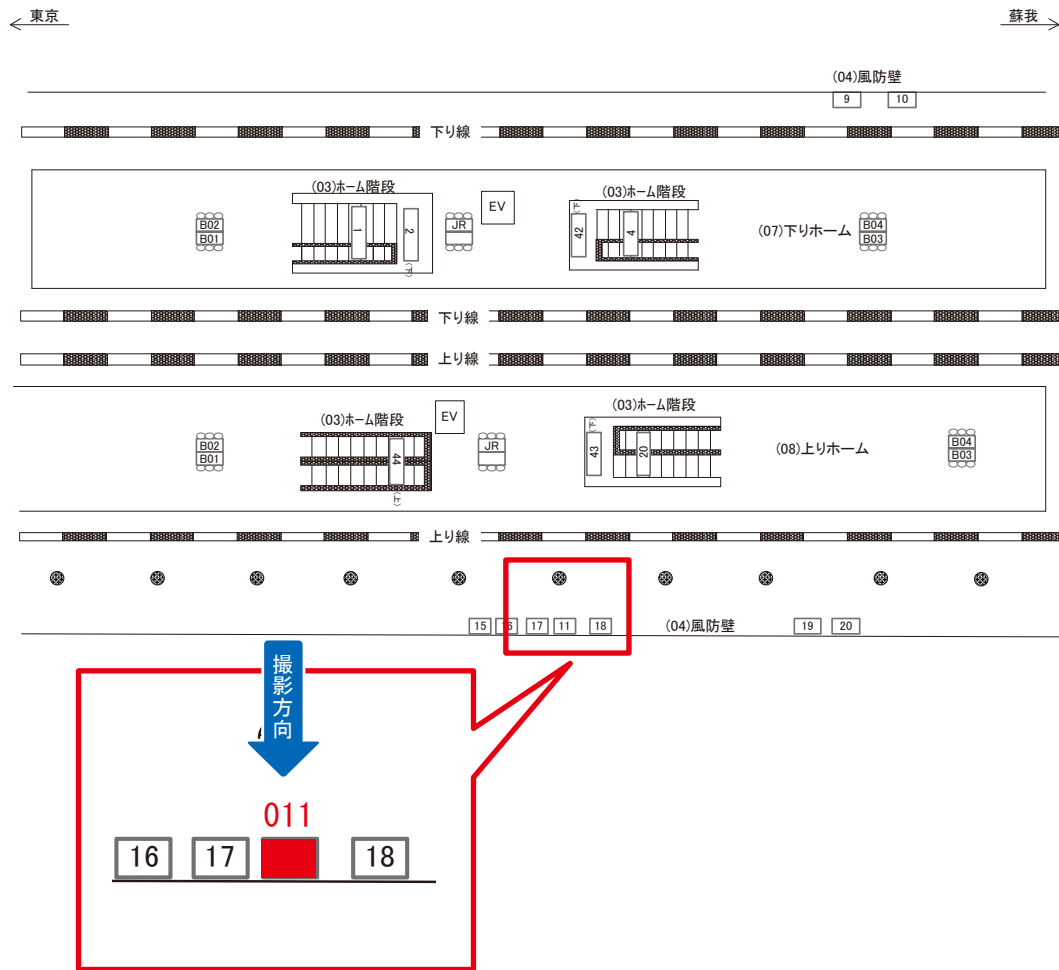 東京
蘇我
(04)風防壁
9
10
下り線
(03)ホーム階段
(03)ホーム階段
EV
B02
B01
1
2
(下)
JR
(下)
42
4
(07)下りホーム
B04
B03
下り線
上り線
(03)ホーム階段
(03)ホーム階段
EV
B02
B01
44
(上)
JR
(下)
43
20
(08)上りホーム
B04
B03
上り線
15
16
17
11
18
(04)風防壁
19
20
撮影方向
011
16
17
18